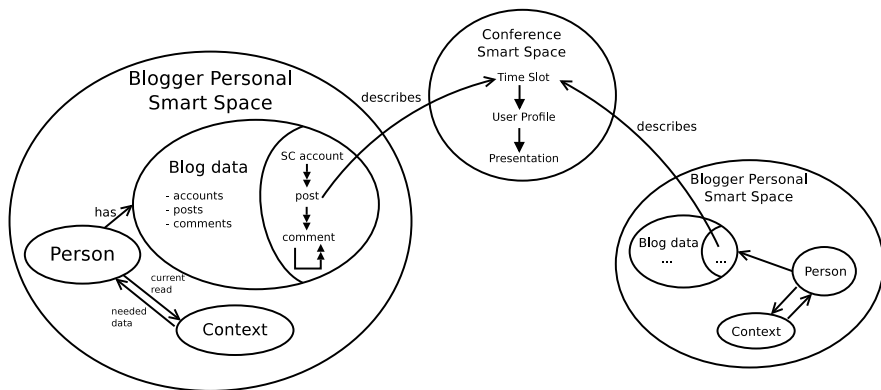 Conference
Smart Space
Time Slot
User Profile
Presentation
describes
describes
Blogger Personal
Smart Space
Blog data
- accounts
- posts
- comments
SC account
post
comment
has
Person
current
read
needed
data
Context
Blogger Personal
Smart Space
Blog data
...
...
Person
Context